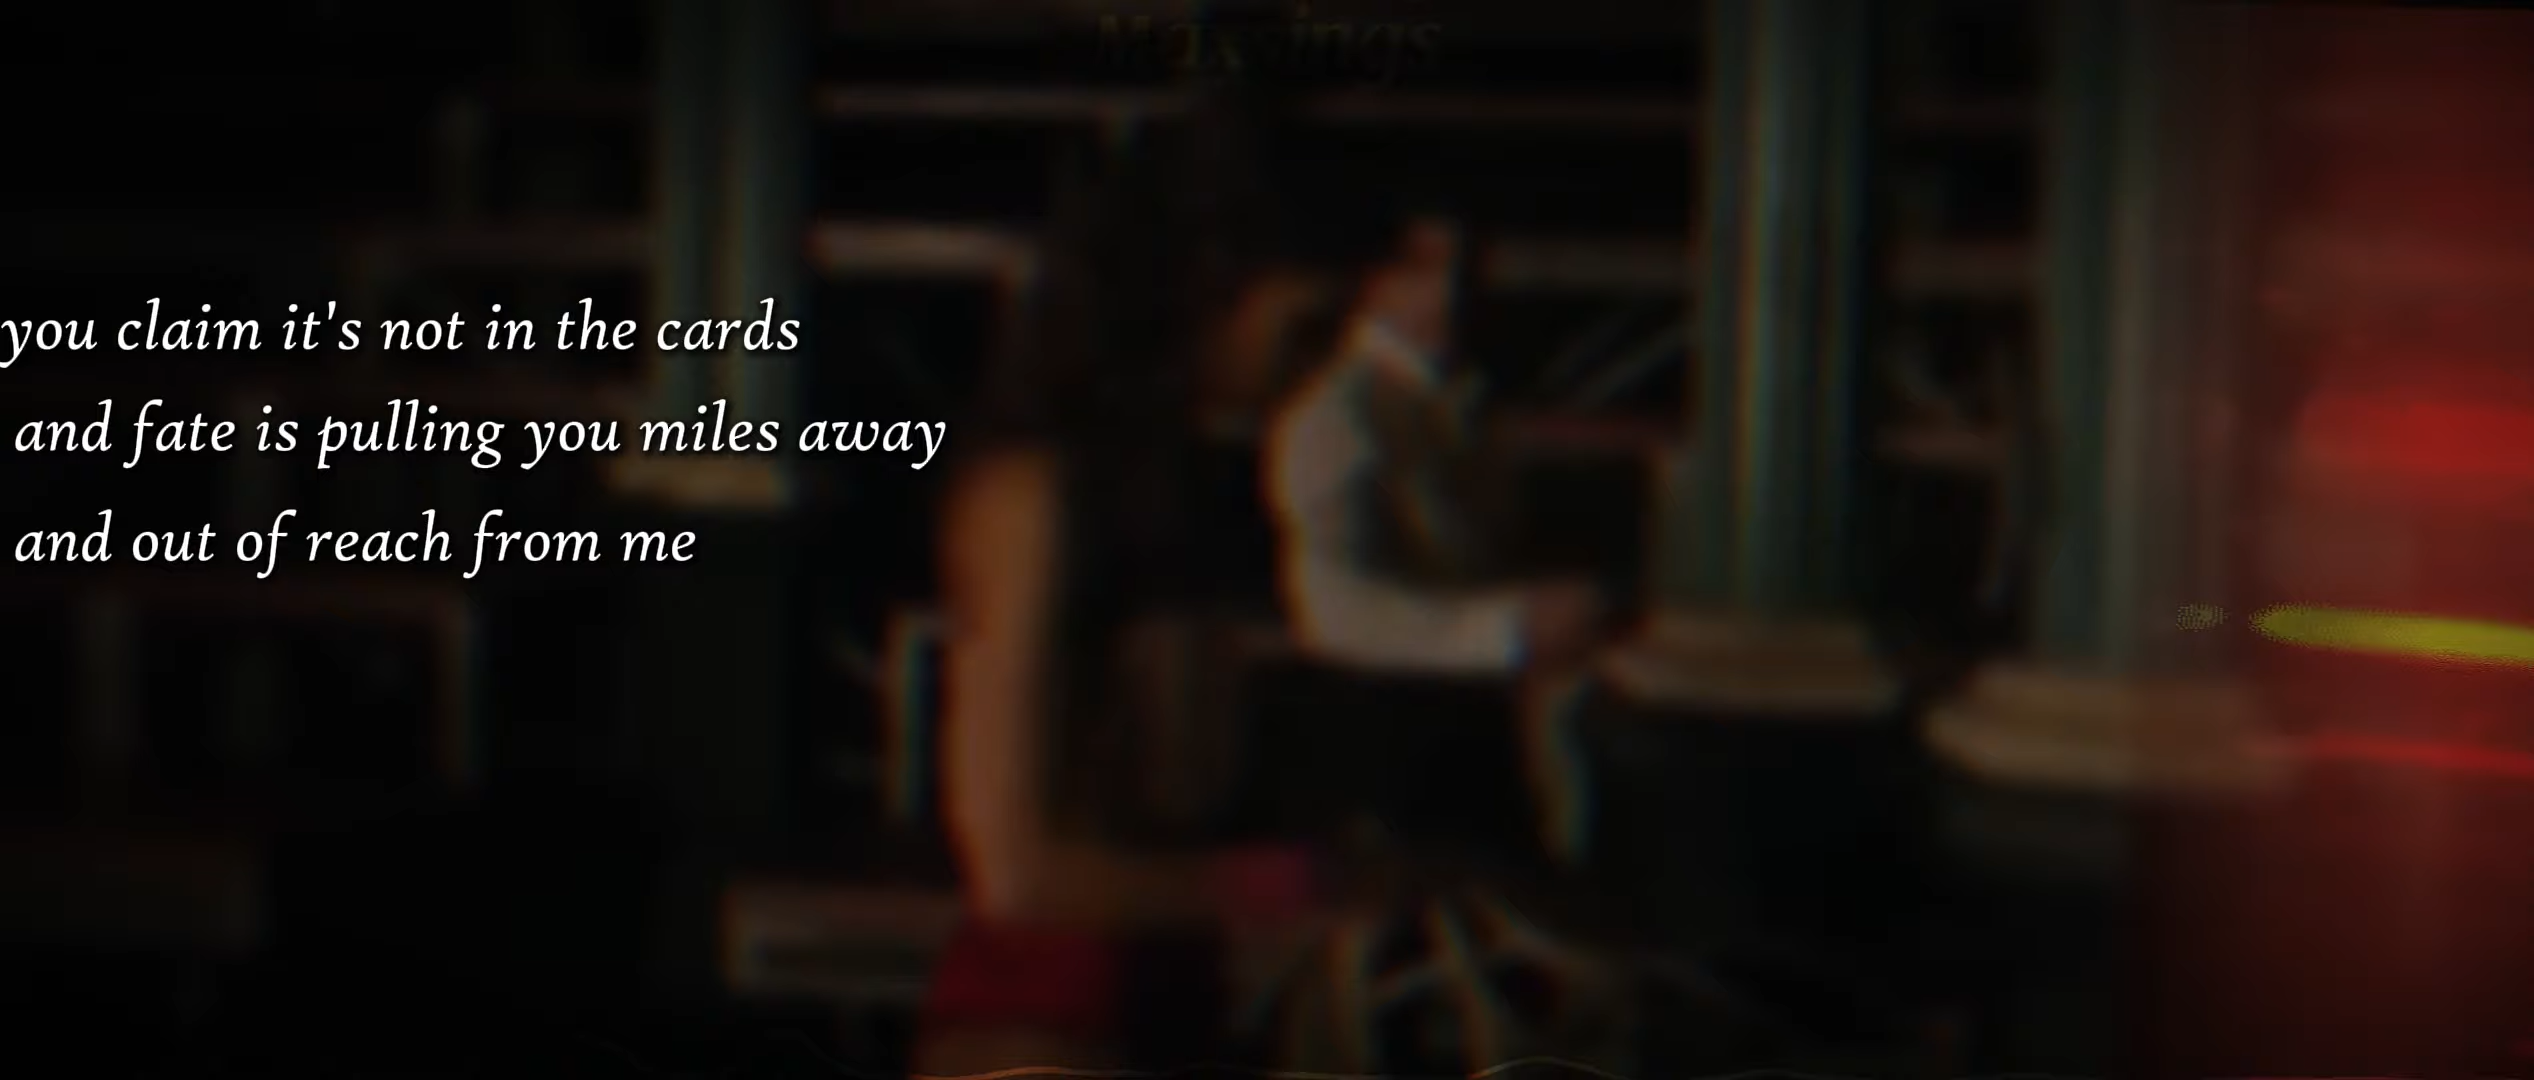 you claim it's not in the cards
and fate is pulling you miles away
and out of reach from me